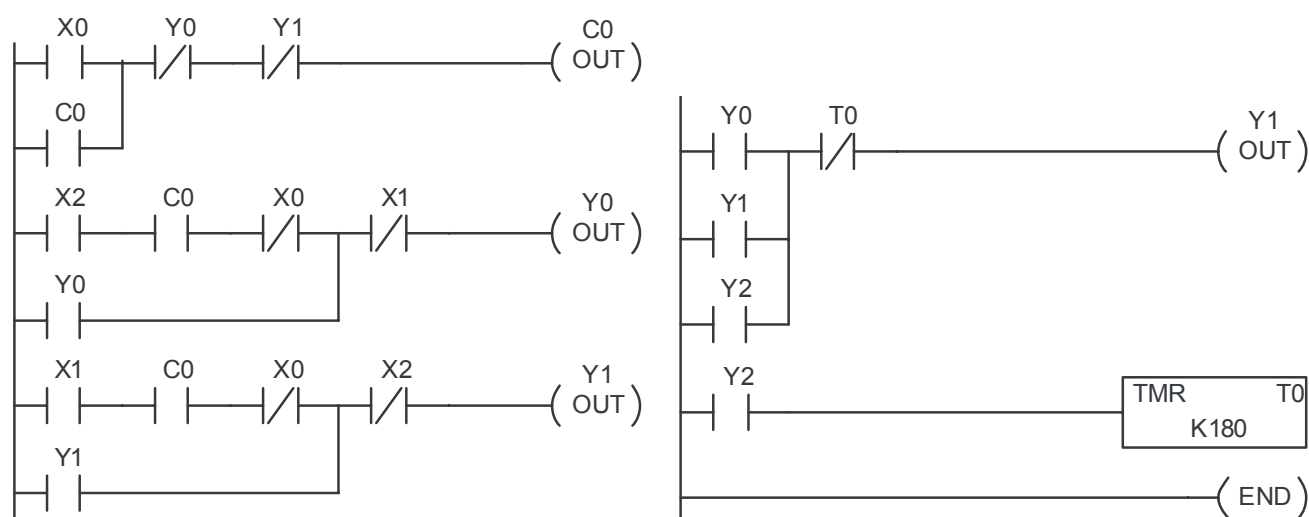 X0 Y0 Y1 C0
OUT
C0
X2 C0 X0 X1 Y0
OUT
Y0
X1 C0 X0 X2 Y1
OUT
Y1
Y0 T0 Y1
OUT
Y1
Y2
Y2
TMR T0
K180
END